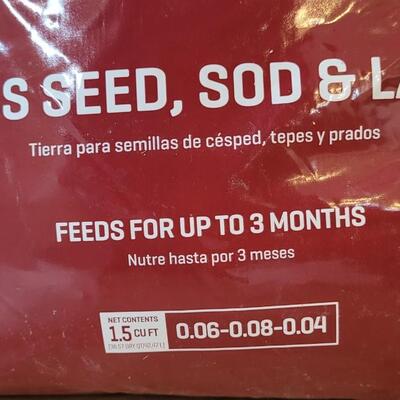 S SEED, SOD & LA
Tierra para semillas de césped, tepes y prados
FEEDS FOR UP TO 3 MONTHS
Nutre hasta por 3 meses
NET CONTENTS
1.5 CU FT
0.06-0.08-0.04